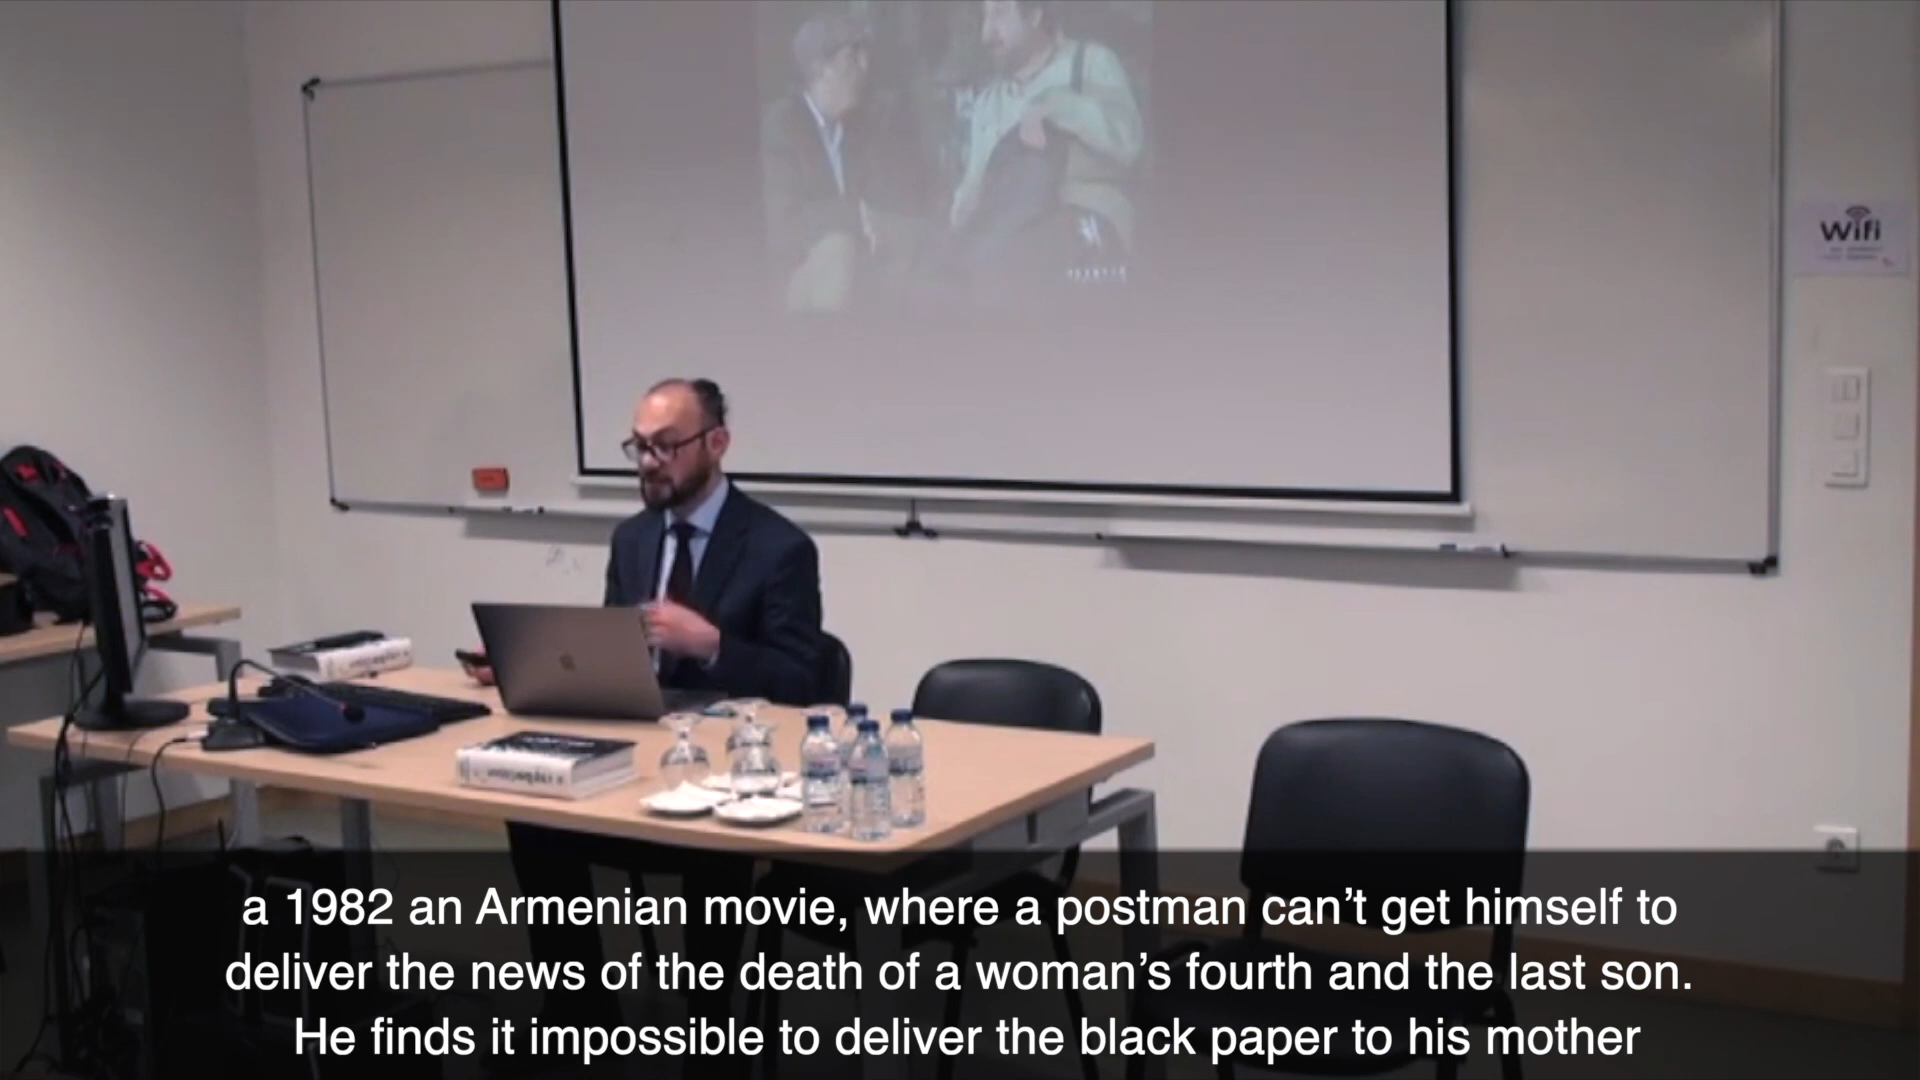 Wifi
a 1982 an Armenian movie, where a postman can’t get himself to
deliver the news of the death of a woman’s fourth and the last son.
He finds it impossible to deliver the black paper to his mother